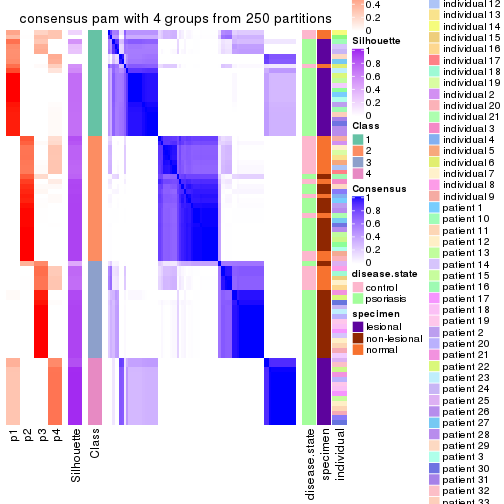 consensus pam with 4 groups from 250 partitions
p1
p2
p3
p4
Silhouette
Class
disease.state
specimen
individual
0.4
0.2
0
Silhouette
1
0.8
0.6
0.4
0.2
0
Class
1
2
3
4
Consensus
1
0.8
0.6
0.4
0.2
0
disease.state
control
psoriasis
specimen
lesional
non-lesional
normal
individual 12
individual 13
individual 14
individual 15
individual 16
individual 17
individual 18
individual 19
individual 2
individual 20
individual 21
individual 3
individual 4
individual 5
individual 6
individual 7
individual 8
individual 9
patient 1
patient 10
patient 11
patient 12
patient 13
patient 14
patient 15
patient 16
patient 17
patient 18
patient 19
patient 2
patient 20
patient 21
patient 22
patient 23
patient 24
patient 25
patient 26
patient 27
patient 28
patient 29
patient 3
patient 30
patient 31
patient 32
patient 33